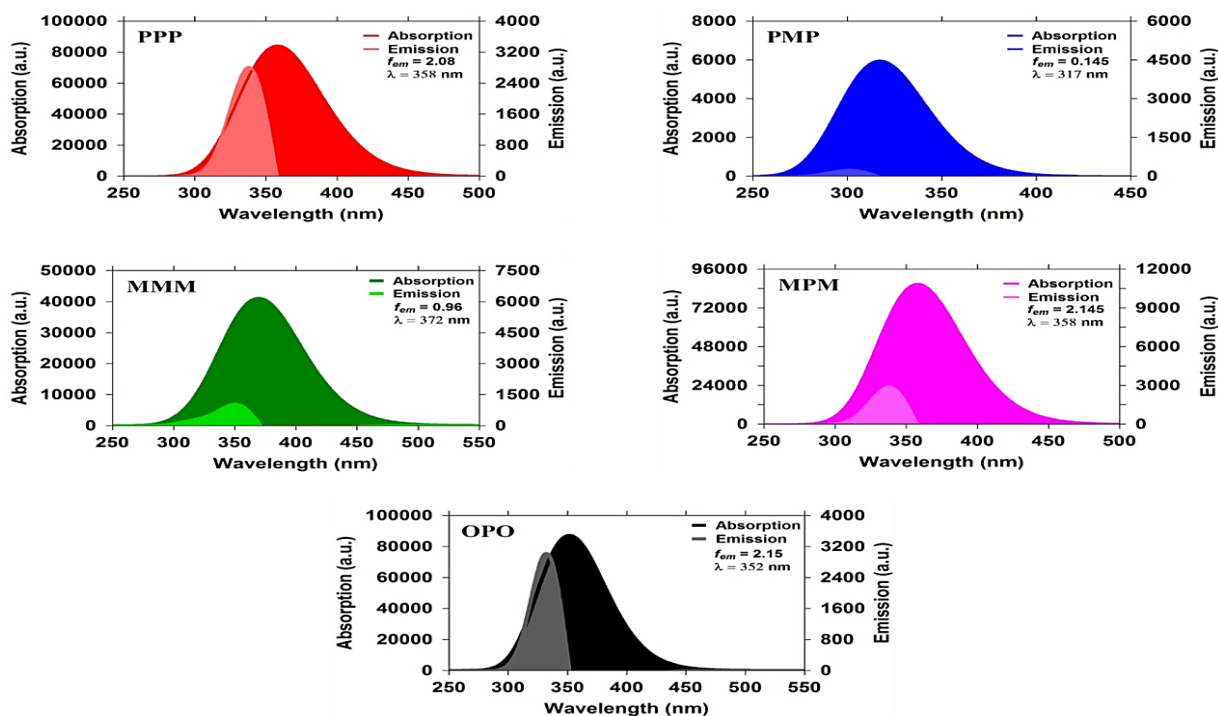 PPP
Absorption
Emission
fem = 2.08
λ = 358 nm
100000
80000
60000
40000
20000
0
4000
3200
2400
1600
800
0
250 300 350 400 450 500
Wavelength (nm)
Absorption (a.u.)
Emission (a.u.)
PMP
Absorption
Emission
fem = 0.145
λ = 317 nm
8000
6000
4000
2000
0
6000
4500
3000
1500
0
250 300 350 400 450
Wavelength (nm)
Absorption (a.u.)
Emission (a.u.)
MMM
Absorption
Emission
fem = 0.96
λ = 372 nm
50000
40000
30000
20000
10000
0
7500
6000
4500
3000
1500
0
250 300 350 400 450 500 550
Wavelength (nm)
Absorption (a.u.)
Emission (a.u.)
MPM
Absorption
Emission
fem = 2.145
λ = 358 nm
96000
72000
48000
24000
0
12000
9000
6000
3000
0
250 300 350 400 450 500
Wavelength (nm)
Absorption (a.u.)
Emission (a.u.)
OPO
Absorption
Emission
fem = 2.15
λ = 352 nm
100000
80000
60000
40000
20000
0
4000
3200
2400
1600
800
0
250 300 350 400 450 500 550
Wavelength (nm)
Absorption (a.u.)
Emission (a.u.)